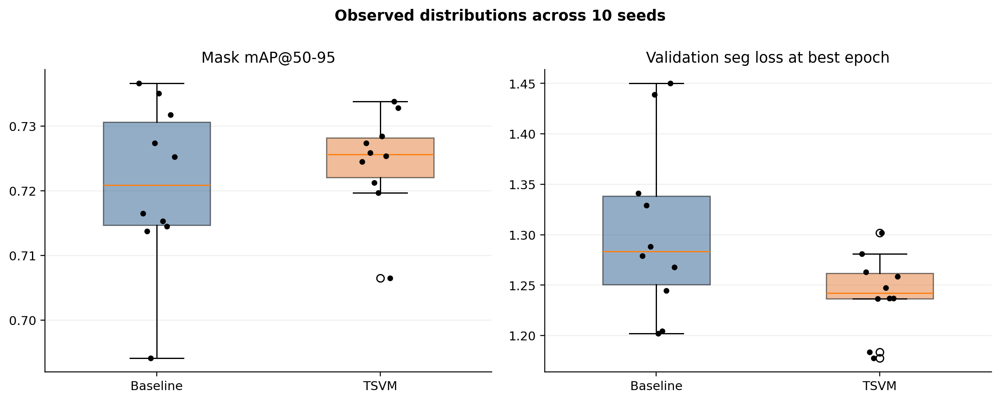 Observed distributions across 10 seeds
Mask mAP@50-95
0.73
0.72
0.71
0.70
Baseline
TSVM
Validation seg loss at best epoch
1.45
1.40
1.35
1.30
1.25
1.20
Baseline
TSVM